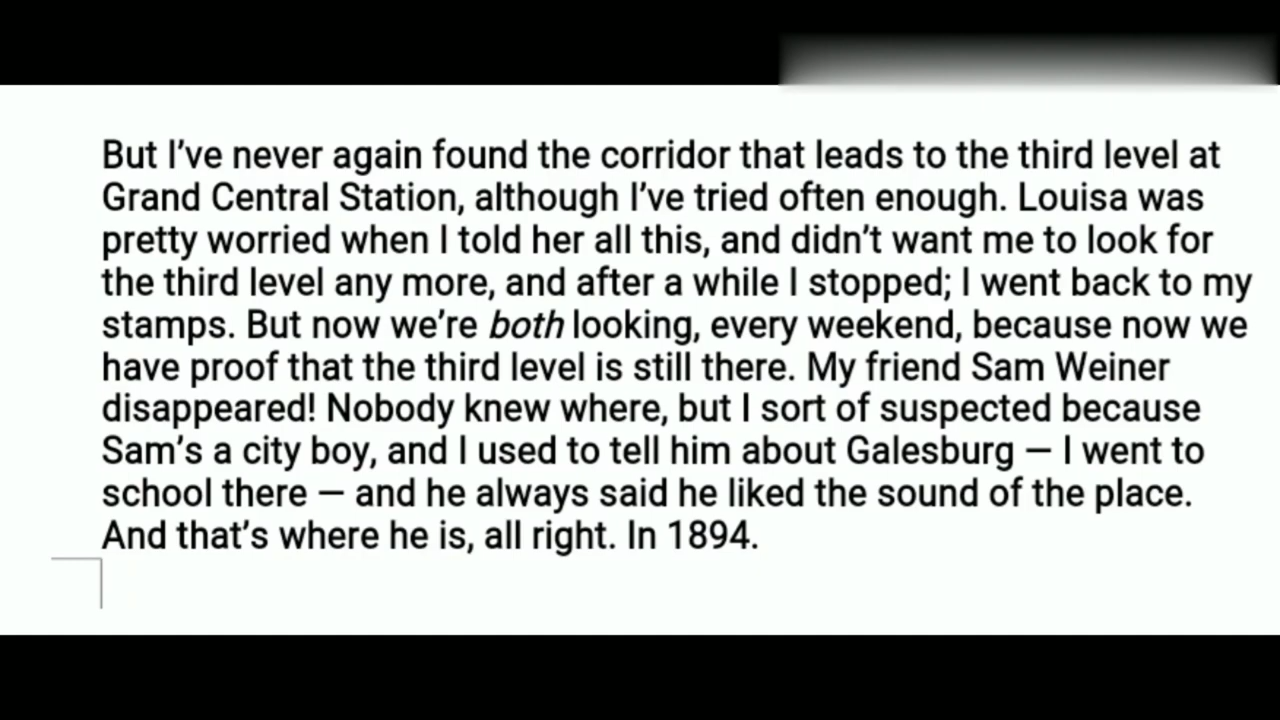 But I’ve never again found the corridor that leads to the third level at
Grand Central Station, although I’ve tried often enough. Louisa was
pretty worried when I told her all this, and didn’t want me to look for
the third level any more, and after a while I stopped; I went back to my
stamps. But now we’re both looking, every weekend, because now we
have proof that the third level is still there. My friend Sam Weiner
disappeared! Nobody knew where, but I sort of suspected because
Sam’s a city boy, and I used to tell him about Galesburg — I went to
school there — and he always said he liked the sound of the place.
And that’s where he is, all right. In 1894.